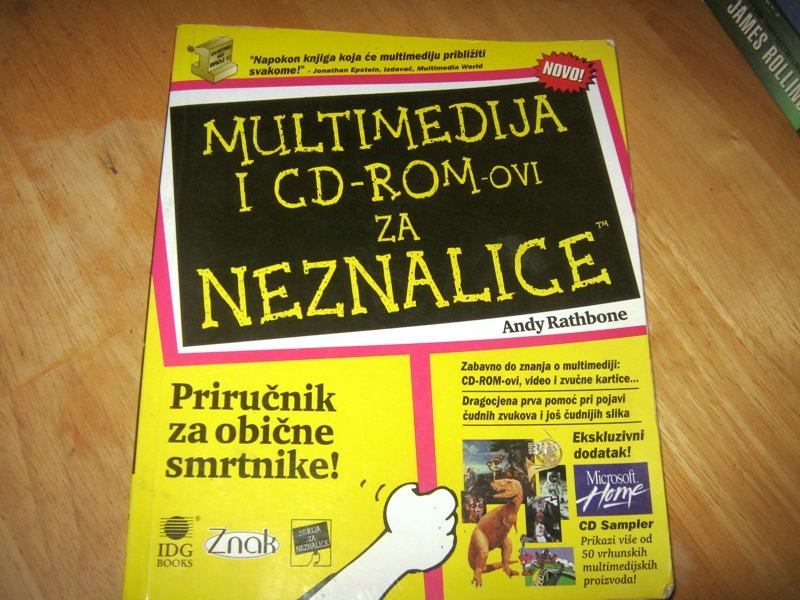 "Napokon knjiga koja će multimediju približiti
svakome!" - Jonathan Epstein, Izdavač, Multimedia World
NOVO!
MULTIMEDIJA
I CD-ROM-OVI
ZA
NEZNALICE™
Andy Rathbone
Priručnik
za obične
smrtnike!
Zabavno do znanja o multimediji:
CD-ROM-ovi, video i zvučne kartice...
Dragocjena prva pomoć pri pojavi
čudnih zvukova i još čudnijih slika
Ekskluzivni
dodatak!
Microsoft
Home
CD Sampler
Prikazi više od
50 vrhunskih
multimedijskih
proizvoda!
IDG
BOOKS
®
Znak
SERIJA
ZA
NEZNALICE
JAMES ROLLIN